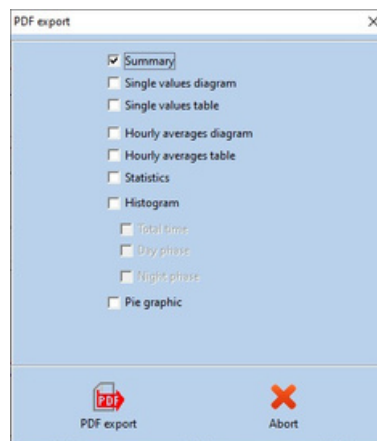 PDF export
Summary
Single values diagram
Single values table
Hourly averages diagram
Hourly averages table
Statistics
Histogram
Total time
Day phase
Night phase
Pie graphic
PDF
PDF export
Abort